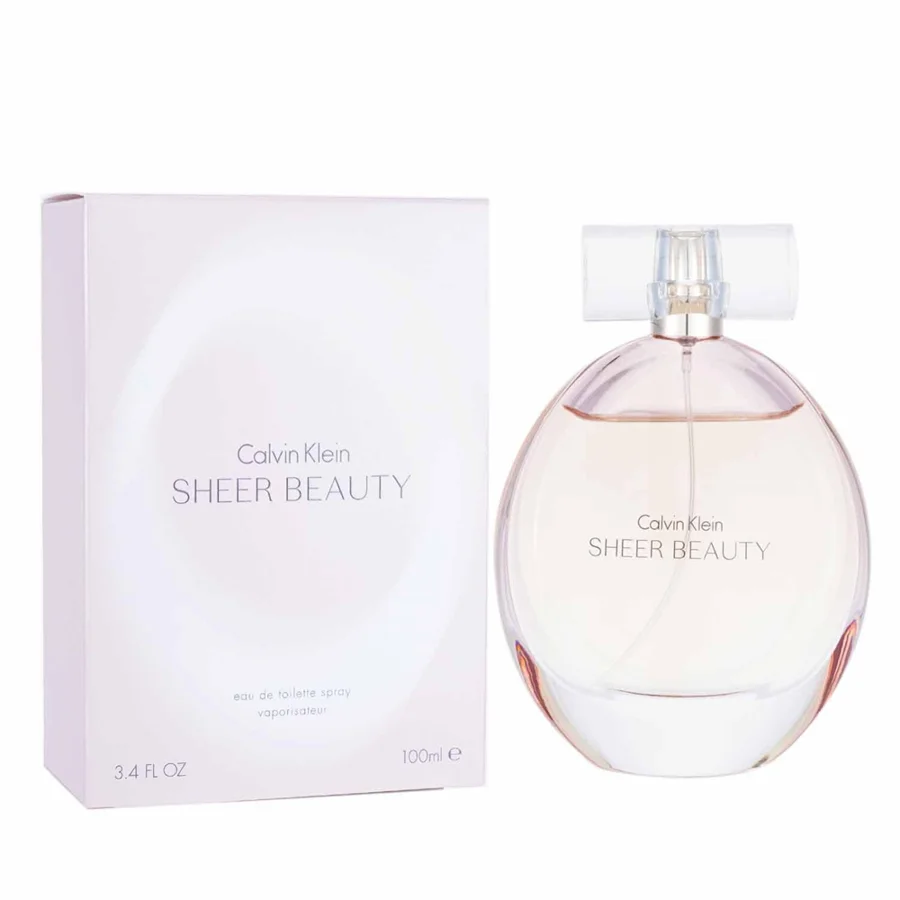 Calvin Klein
SHEER BEAUTY
eau de toilette spray
vaporisateur
3.4 FL OZ
100ml ℮
Calvin Klein
SHEER BEAUTY